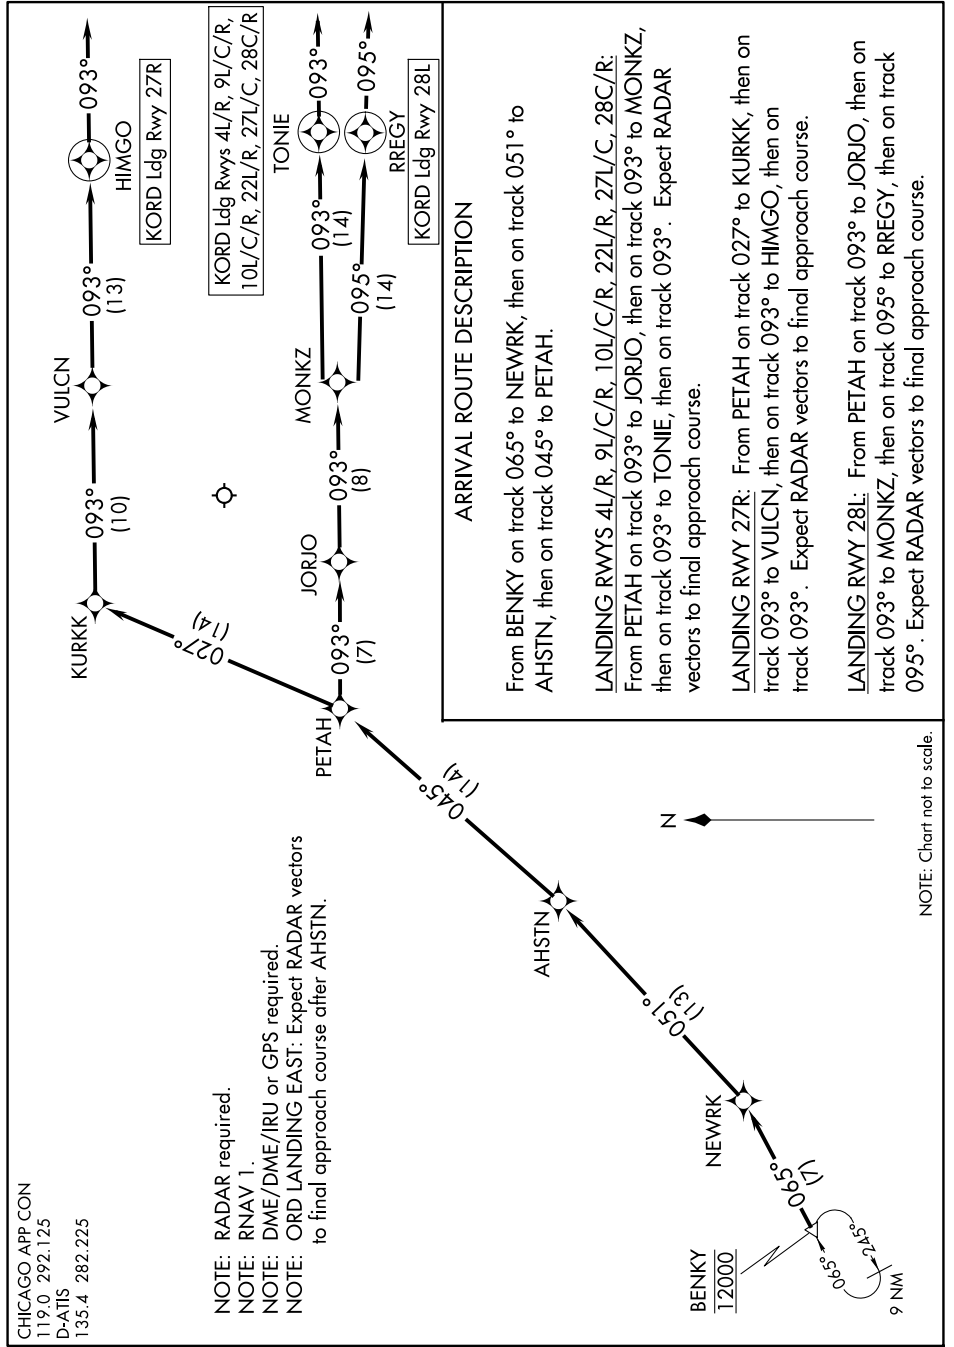 CHICAGO APP CON
119.0 292.125
D-ATIS
135.4 282.225
NOTE: RADAR required.
NOTE: RNAV 1.
NOTE: DME/DME/IRU or GPS required.
NOTE: ORD LANDING EAST: Expect RADAR vectors
to final approach course after AHSTN.
BENKY
12000
065°
245°
9 NM
065°
(7)
NEWRK
051°
(13)
AHSTN
045°
(14)
PETAH
027°
(14)
KURKK
093°
(10)
VULCN
093°
(13)
HIMGO
093°
KORD Ldg Rwy 27R
093°
(7)
JORJO
093°
(8)
MONKZ
093°
(14)
TONIE
093°
KORD Ldg Rwys 4L/R, 9L/C/R,
10L/C/R, 22L/R, 27L/C, 28C/R
095°
(14)
RREGY
095°
KORD Ldg Rwy 28L
N
NOTE: Chart not to scale.
ARRIVAL ROUTE DESCRIPTION
From BENKY on track 065° to NEWRK, then on track 051° to
AHSTN, then on track 045° to PETAH.
LANDING RWYS 4L/R, 9L/C/R, 10L/C/R, 22L/R, 27L/C, 28C/R:
From PETAH on track 093° to JORJO, then on track 093° to MONKZ,
then on track 093° to TONIE, then on track 093°. Expect RADAR
vectors to final approach course.
LANDING RWY 27R: From PETAH on track 027° to KURKK, then on
track 093° to VULCN, then on track 093° to HIMGO, then on
track 093°. Expect RADAR vectors to final approach course.
LANDING RWY 28L: From PETAH on track 093° to JORJO, then on
track 093° to MONKZ, then on track 095° to RREGY, then on track
095°. Expect RADAR vectors to final approach course.